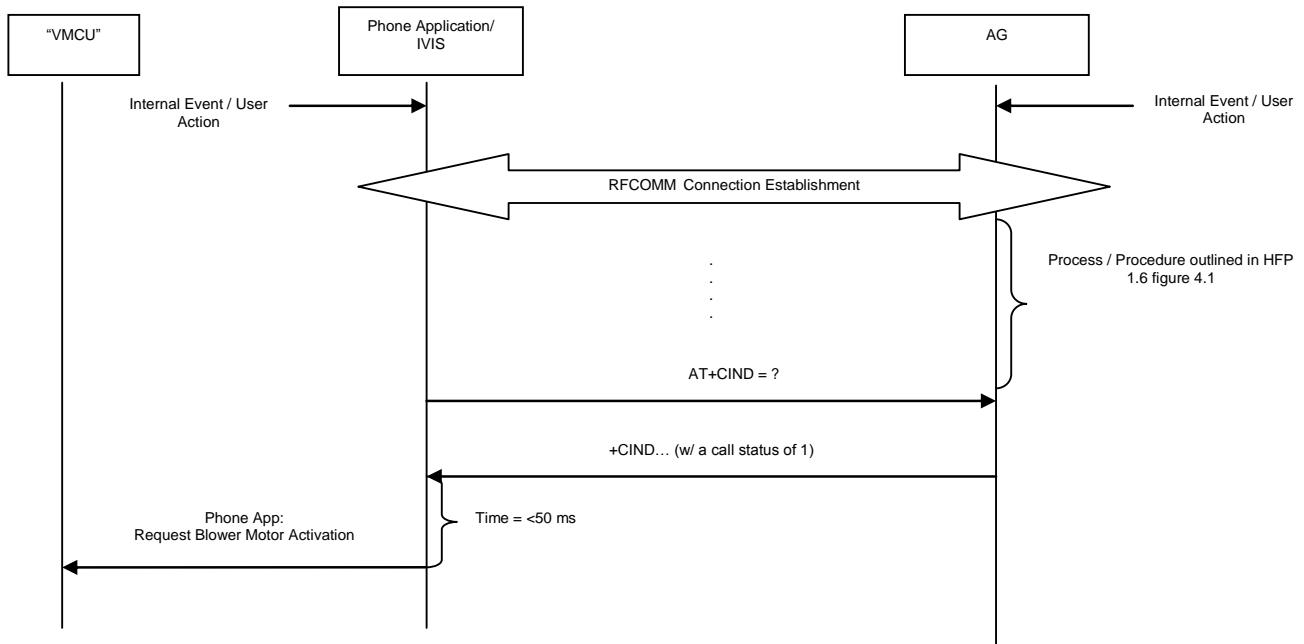 “VMCU”
Phone Application/
IVIS
AG
Internal Event / User
Action
Internal Event / User
Action
RFCOMM Connection Establishment
.
.
.
.
Process / Procedure outlined in HFP
1.6 figure 4.1
AT+CIND = ?
+CIND… (w/ a call status of 1)
Phone App:
Request Blower Motor Activation
Time = <50 ms